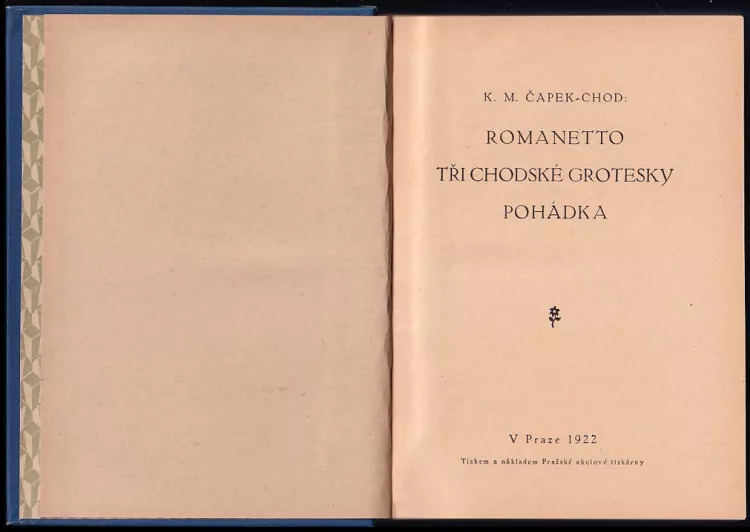 K. M. ČAPEK-CHOD:
ROMANETTO
TŘI CHODSKÉ GROTESKY
POHÁDKA
V Praze 1922
Tiskem a nákladem Pražské akciové tiskárny